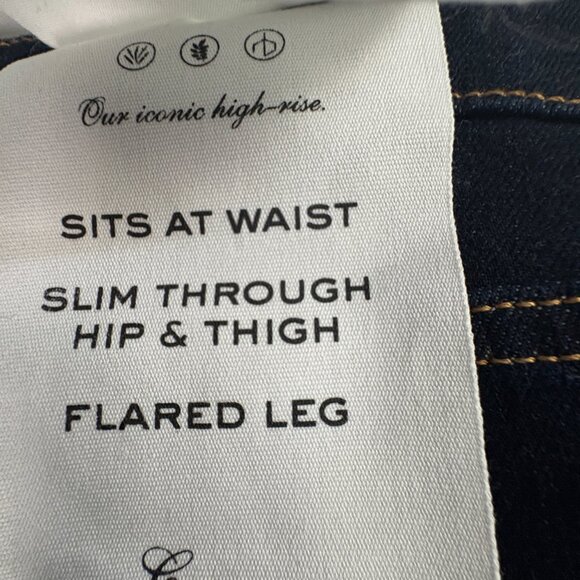 Our iconic high-rise.
SITS AT WAIST
SLIM THROUGH
HIP & THIGH
FLARED LEG